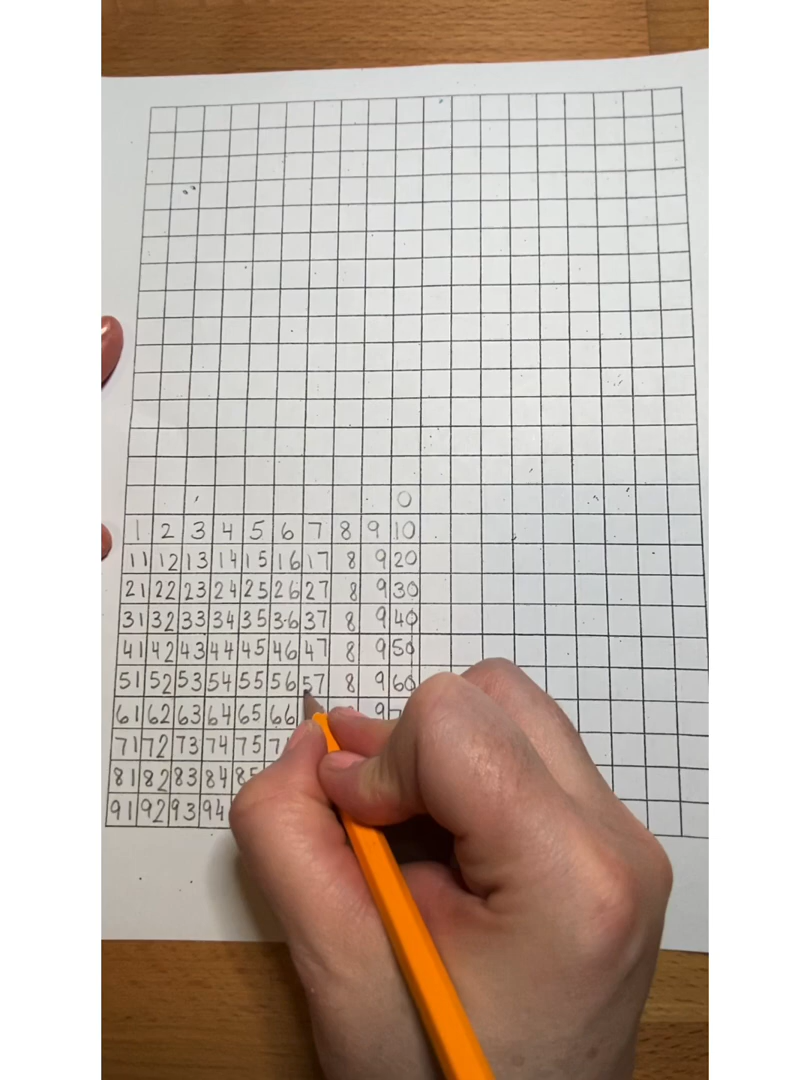 0
1 2 3 4 5 6 7 8 9 10
11 12 13 14 15 16 17 8 9 20
21 22 23 24 25 26 27 8 9 30
31 32 33 34 35 36 37 8 9 40
41 42 43 44 45 46 47 8 9 50
51 52 53 54 55 56 57 8 9 60
61 62 63 64 65 66 9
71 72 73 74 75
81 82 83 84 85
91 92 93 94